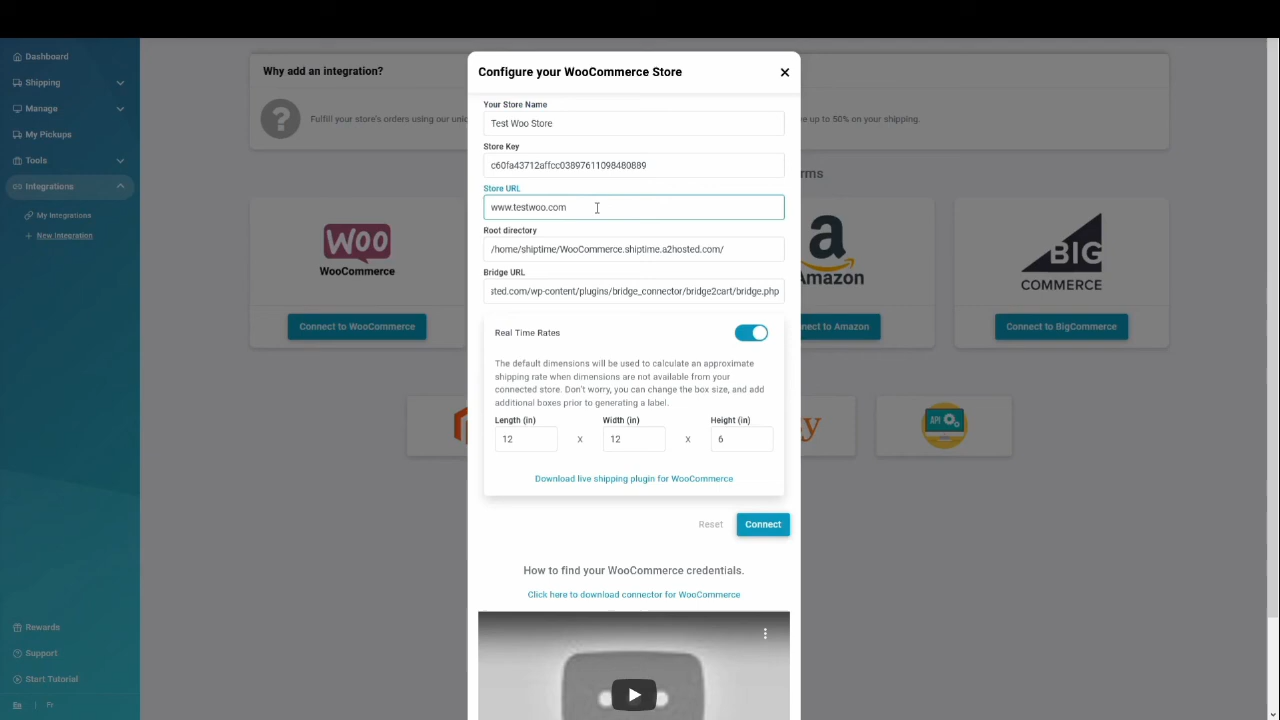 Dashboard
Shipping
Manage
My Pickups
Tools
Integrations
My Integrations
New Integration
Rewards
Support
Start Tutorial
En Fr
Why add an integration?
?
Fulfill your store's orders using our
e up to 50% on your shipping.
rms
WOO
WooCommerce
Connect to WooCommerce
a
Amazon
nect to Amazon
BIG
COMMERCE
Connect to BigCommerce
y
API
Configure your WooCommerce Store
Your Store Name
Test Woo Store
Store Key
c60fa43712affcc03897611098480889
Store URL
www.testwoo.com
Root directory
/home/shiptime/WooCommerce.shiptime.a2hosted.com/
Bridge URL
sted.com/wp-content/plugins/bridge_connector/bridge2cart/bridge.php
Real Time Rates
The default dimensions will be used to calculate an approximate
shipping rate when dimensions are not available from your
connected store. Don't worry, you can change the box size, and add
additional boxes prior to generating a label.
Length (in) Width (in) Height (in)
12 x 12 x 6
Download live shipping plugin for WooCommerce
Reset Connect
How to find your WooCommerce credentials.
Click here to download connector for WooCommerce